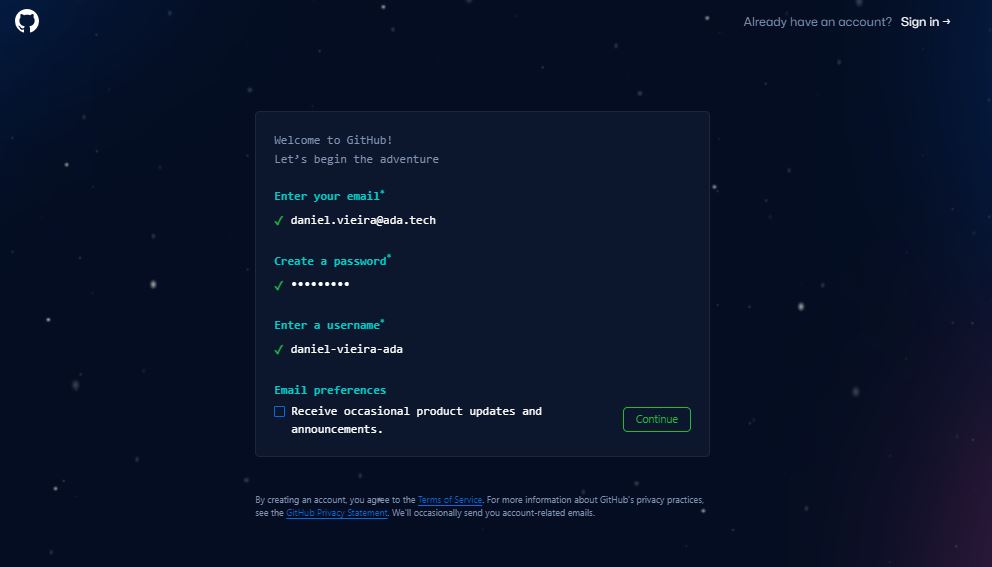 Already have an account? Sign in →
Welcome to GitHub!
Let's begin the adventure
Enter your email*
✓ daniel.vieira@ada.tech
Create a password*
✓ •••••••••
Enter a username*
✓ daniel-vieira-ada
Email preferences
Receive occasional product updates and
announcements.
Continue
By creating an account, you agree to the Terms of Service. For more information about GitHub's privacy practices,
see the GitHub Privacy Statement. We'll occasionally send you account-related emails.